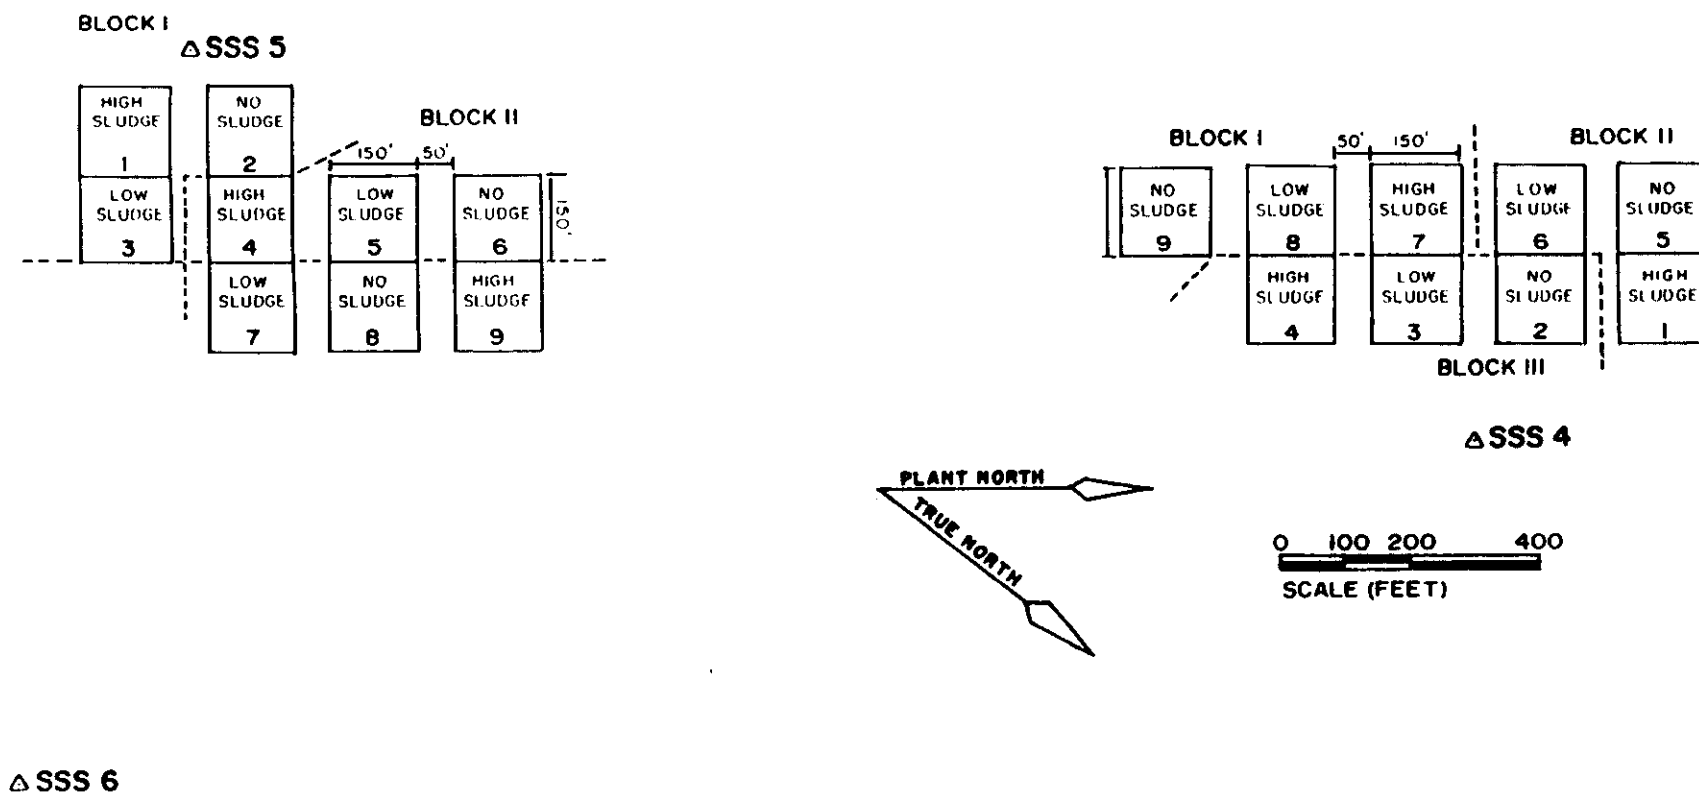 BLOCK I
△ SSS 5
HIGH
SLUDGE
1
NO
SLUDGE
2
BLOCK II
150' 50'
LOW
SLUDGE
3
HIGH
SLUDGE
4
LOW
SLUDGE
5
NO
SLUDGE
6
150'
LOW
SLUDGE
7
NO
SLUDGE
8
HIGH
SLUDGE
9
BLOCK I
50' 150'
BLOCK II
NO
SLUDGE
9
LOW
SLUDGE
8
HIGH
SLUDGE
7
LOW
SLUDGE
6
NO
SLUDGE
5
HIGH
SLUDGE
4
LOW
SLUDGE
3
NO
SLUDGE
2
HIGH
SLUDGE
1
BLOCK III
△ SSS 4
PLANT NORTH
TRUE NORTH
0 100 200 400
SCALE (FEET)
△ SSS 6